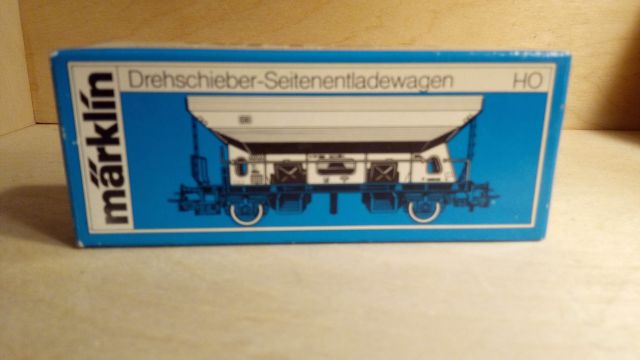 märklin
Drehschieber-Seitenentladewagen HO
DB